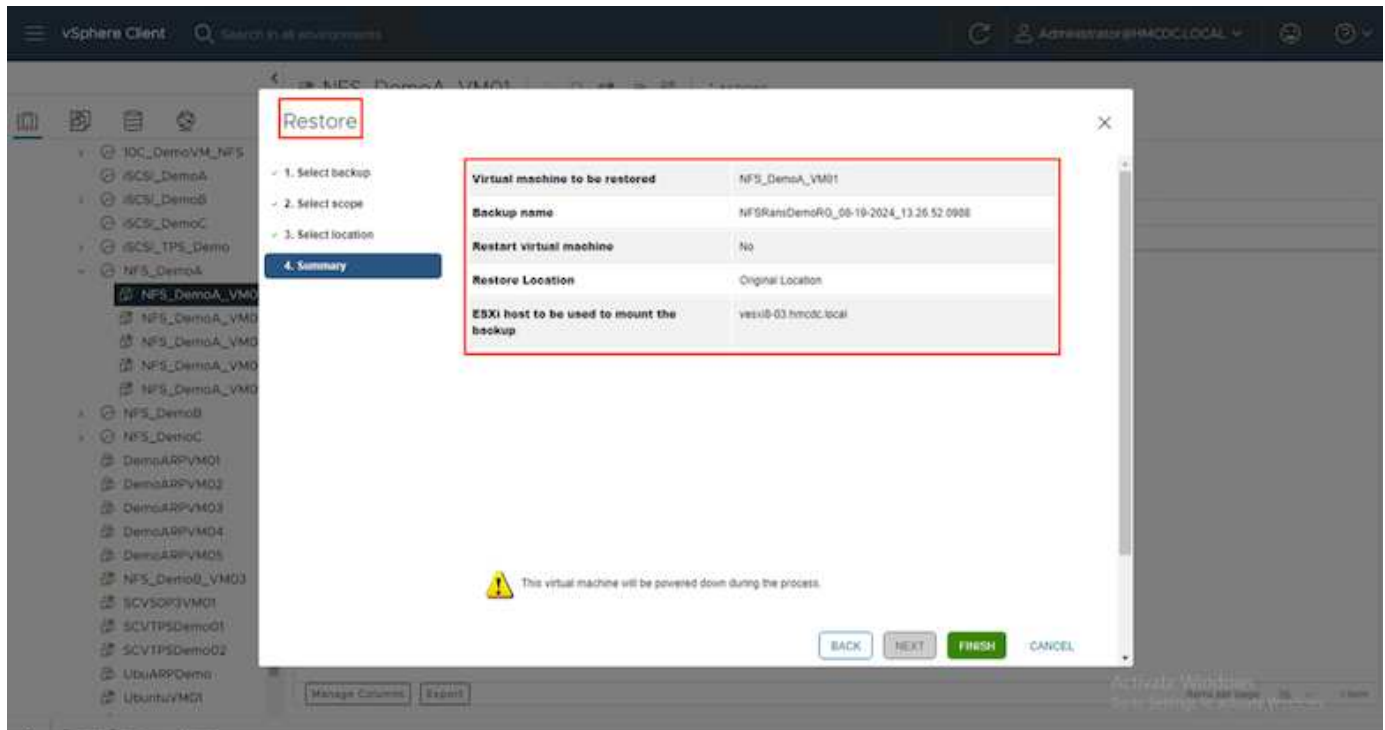 vSphere Client
Search in all environments
Administrator@HMCDC.LOCAL
NFS_DemoA_VM01
Restore
1. Select backup
2. Select scope
3. Select location
4. Summary
Virtual machine to be restored
NFS_DemoA_VM01
Backup name
NFSRansDemoRG_08-19-2024_13.26.52.0988
Restart virtual machine
No
Restore Location
Original Location
ESXi host to be used to mount the
backup
vesxi8-03.hmcdc.local
This virtual machine will be powered down during the process.
BACK
NEXT
FINISH
CANCEL
10C_DemoVM_NFS
iSCSI_DemoA
iSCSI_DemoB
iSCSI_DemoC
iSCSI_TPS_Demo
NFS_DemoA
NFS_DemoA_VM0
NFS_DemoA_VM0
NFS_DemoA_VM0
NFS_DemoA_VM0
NFS_DemoA_VM0
NFS_DemoB
NFS_DemoC
DemoARPVM01
DemoARPVM02
DemoARPVM03
DemoARPVM04
DemoARPVM05
NFS_DemoB_VM03
SCVSOP3VM01
SCVTPSDemo01
SCVTPSDemo02
UbuARPDemo
UbuntuVM01
Manage Columns
Export
Activate Windows
Items per page